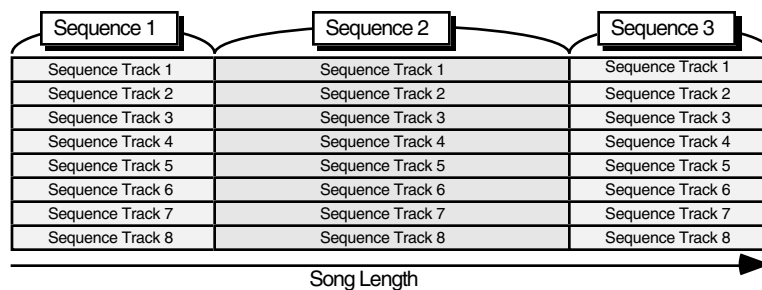 Sequence 1 Sequence 2 Sequence 3
Sequence Track 1 Sequence Track 1 Sequence Track 1
Sequence Track 2 Sequence Track 2 Sequence Track 2
Sequence Track 3 Sequence Track 3 Sequence Track 3
Sequence Track 4 Sequence Track 4 Sequence Track 4
Sequence Track 5 Sequence Track 5 Sequence Track 5
Sequence Track 6 Sequence Track 6 Sequence Track 6
Sequence Track 7 Sequence Track 7 Sequence Track 7
Sequence Track 8 Sequence Track 8 Sequence Track 8
Song Length